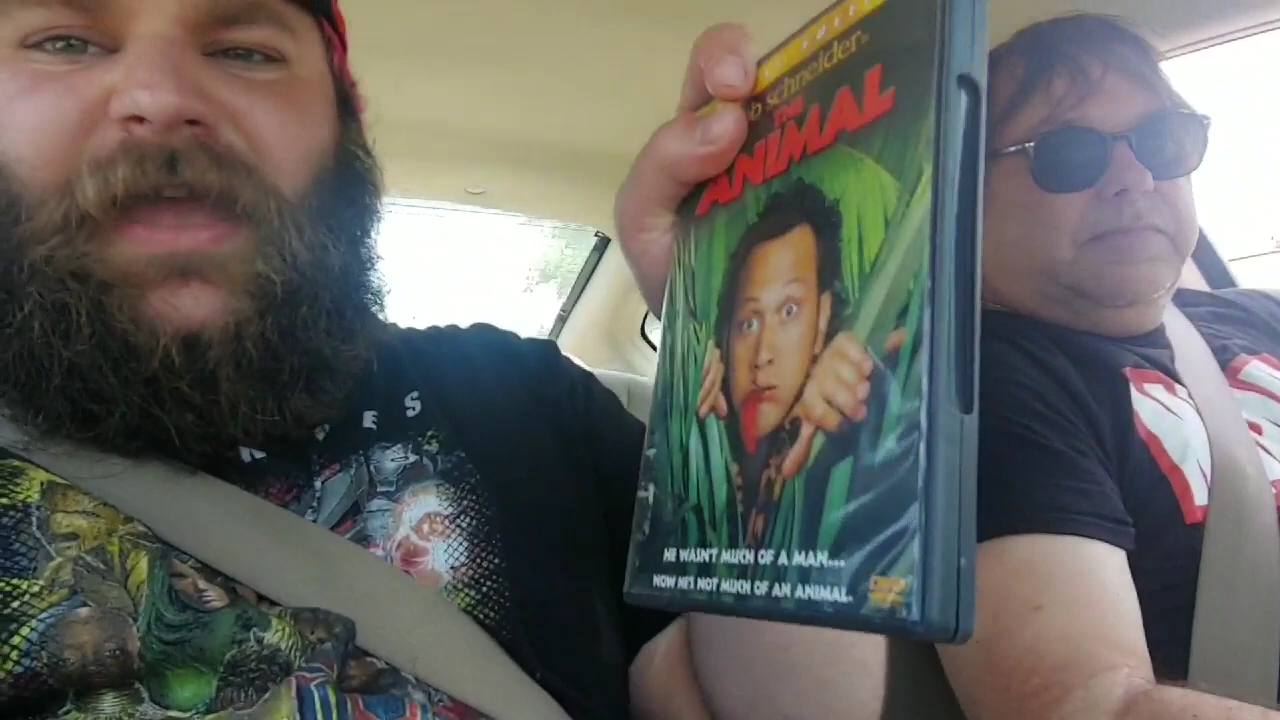 schneider
THE
ANIMAL
HE WASN'T MUCH OF A MAN...
NOW HE'S NOT MUCH OF AN ANIMAL.
E S